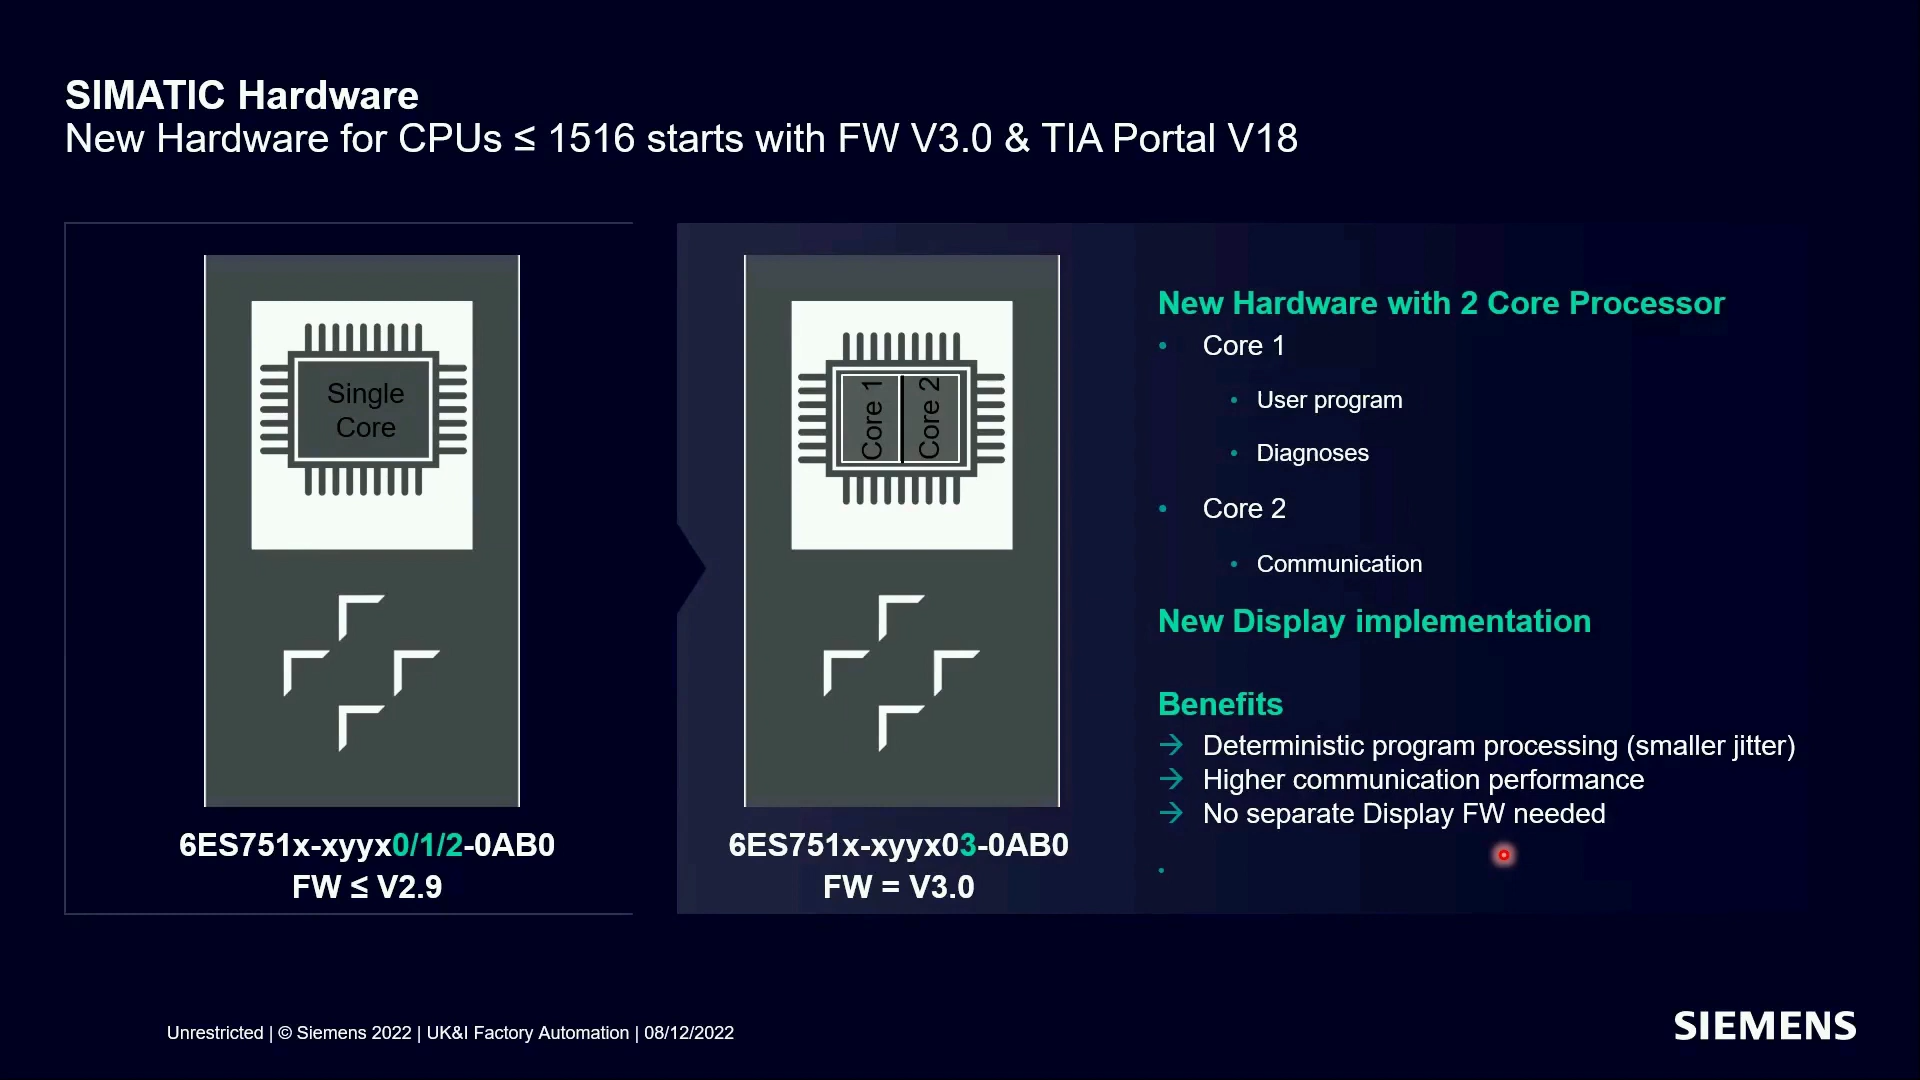 SIMATIC Hardware
New Hardware for CPUs ≤ 1516 starts with FW V3.0 & TIA Portal V18
Single
Core
6ES751x-xyyx0/1/2-0AB0
FW ≤ V2.9
Core 1
Core 2
6ES751x-xyyx03-0AB0
FW = V3.0
New Hardware with 2 Core Processor
• Core 1
• User program
• Diagnoses
• Core 2
• Communication
New Display implementation
Benefits
→ Deterministic program processing (smaller jitter)
→ Higher communication performance
→ No separate Display FW needed
•
Unrestricted | © Siemens 2022 | UK&I Factory Automation | 08/12/2022
SIEMENS